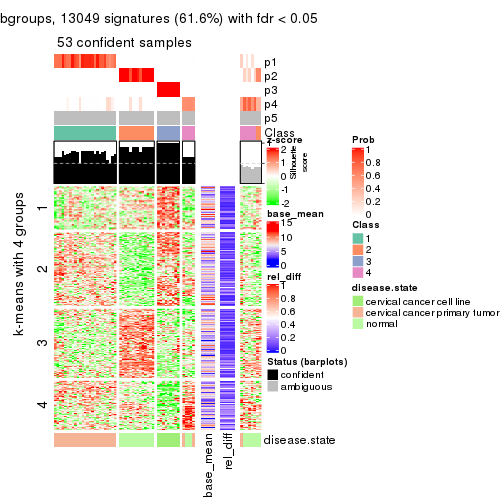 bgroups, 13049 signatures (61.6%) with fdr < 0.05
53 confident samples
p1
p2
p3
p4
p5
Class
Silhouette
score
k-means with 4 groups
1
2
3
4
base_mean
rel_diff
disease.state
z-score
2
1
0
-1
-2
base_mean
15
10
5
0
rel_diff
1
0.8
0.6
0.4
0.2
0
Status (barplots)
confident
ambiguous
Prob
1
0.8
0.6
0.4
0.2
0
Class
1
2
3
4
disease.state
cervical cancer cell line
cervical cancer primary tumor
normal